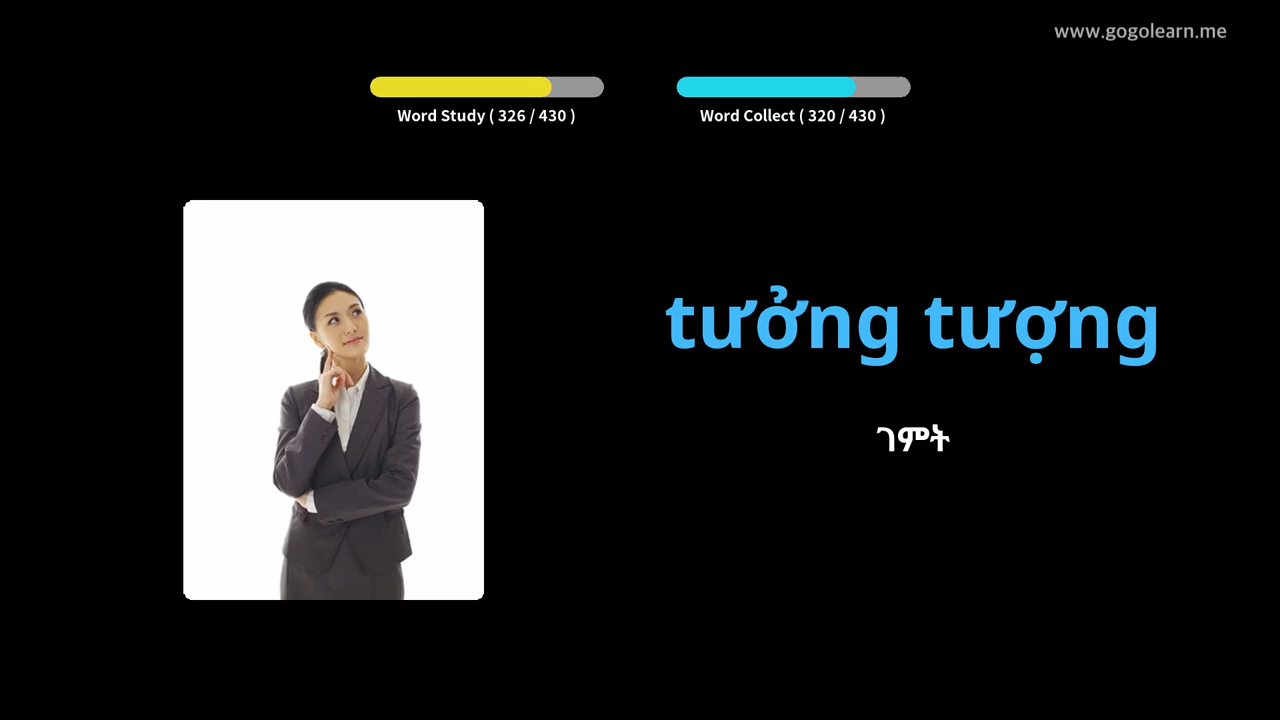 www.gogolearn.me
Word Study ( 326 / 430 )
Word Collect ( 320 / 430 )
tưởng tượng
ገምት